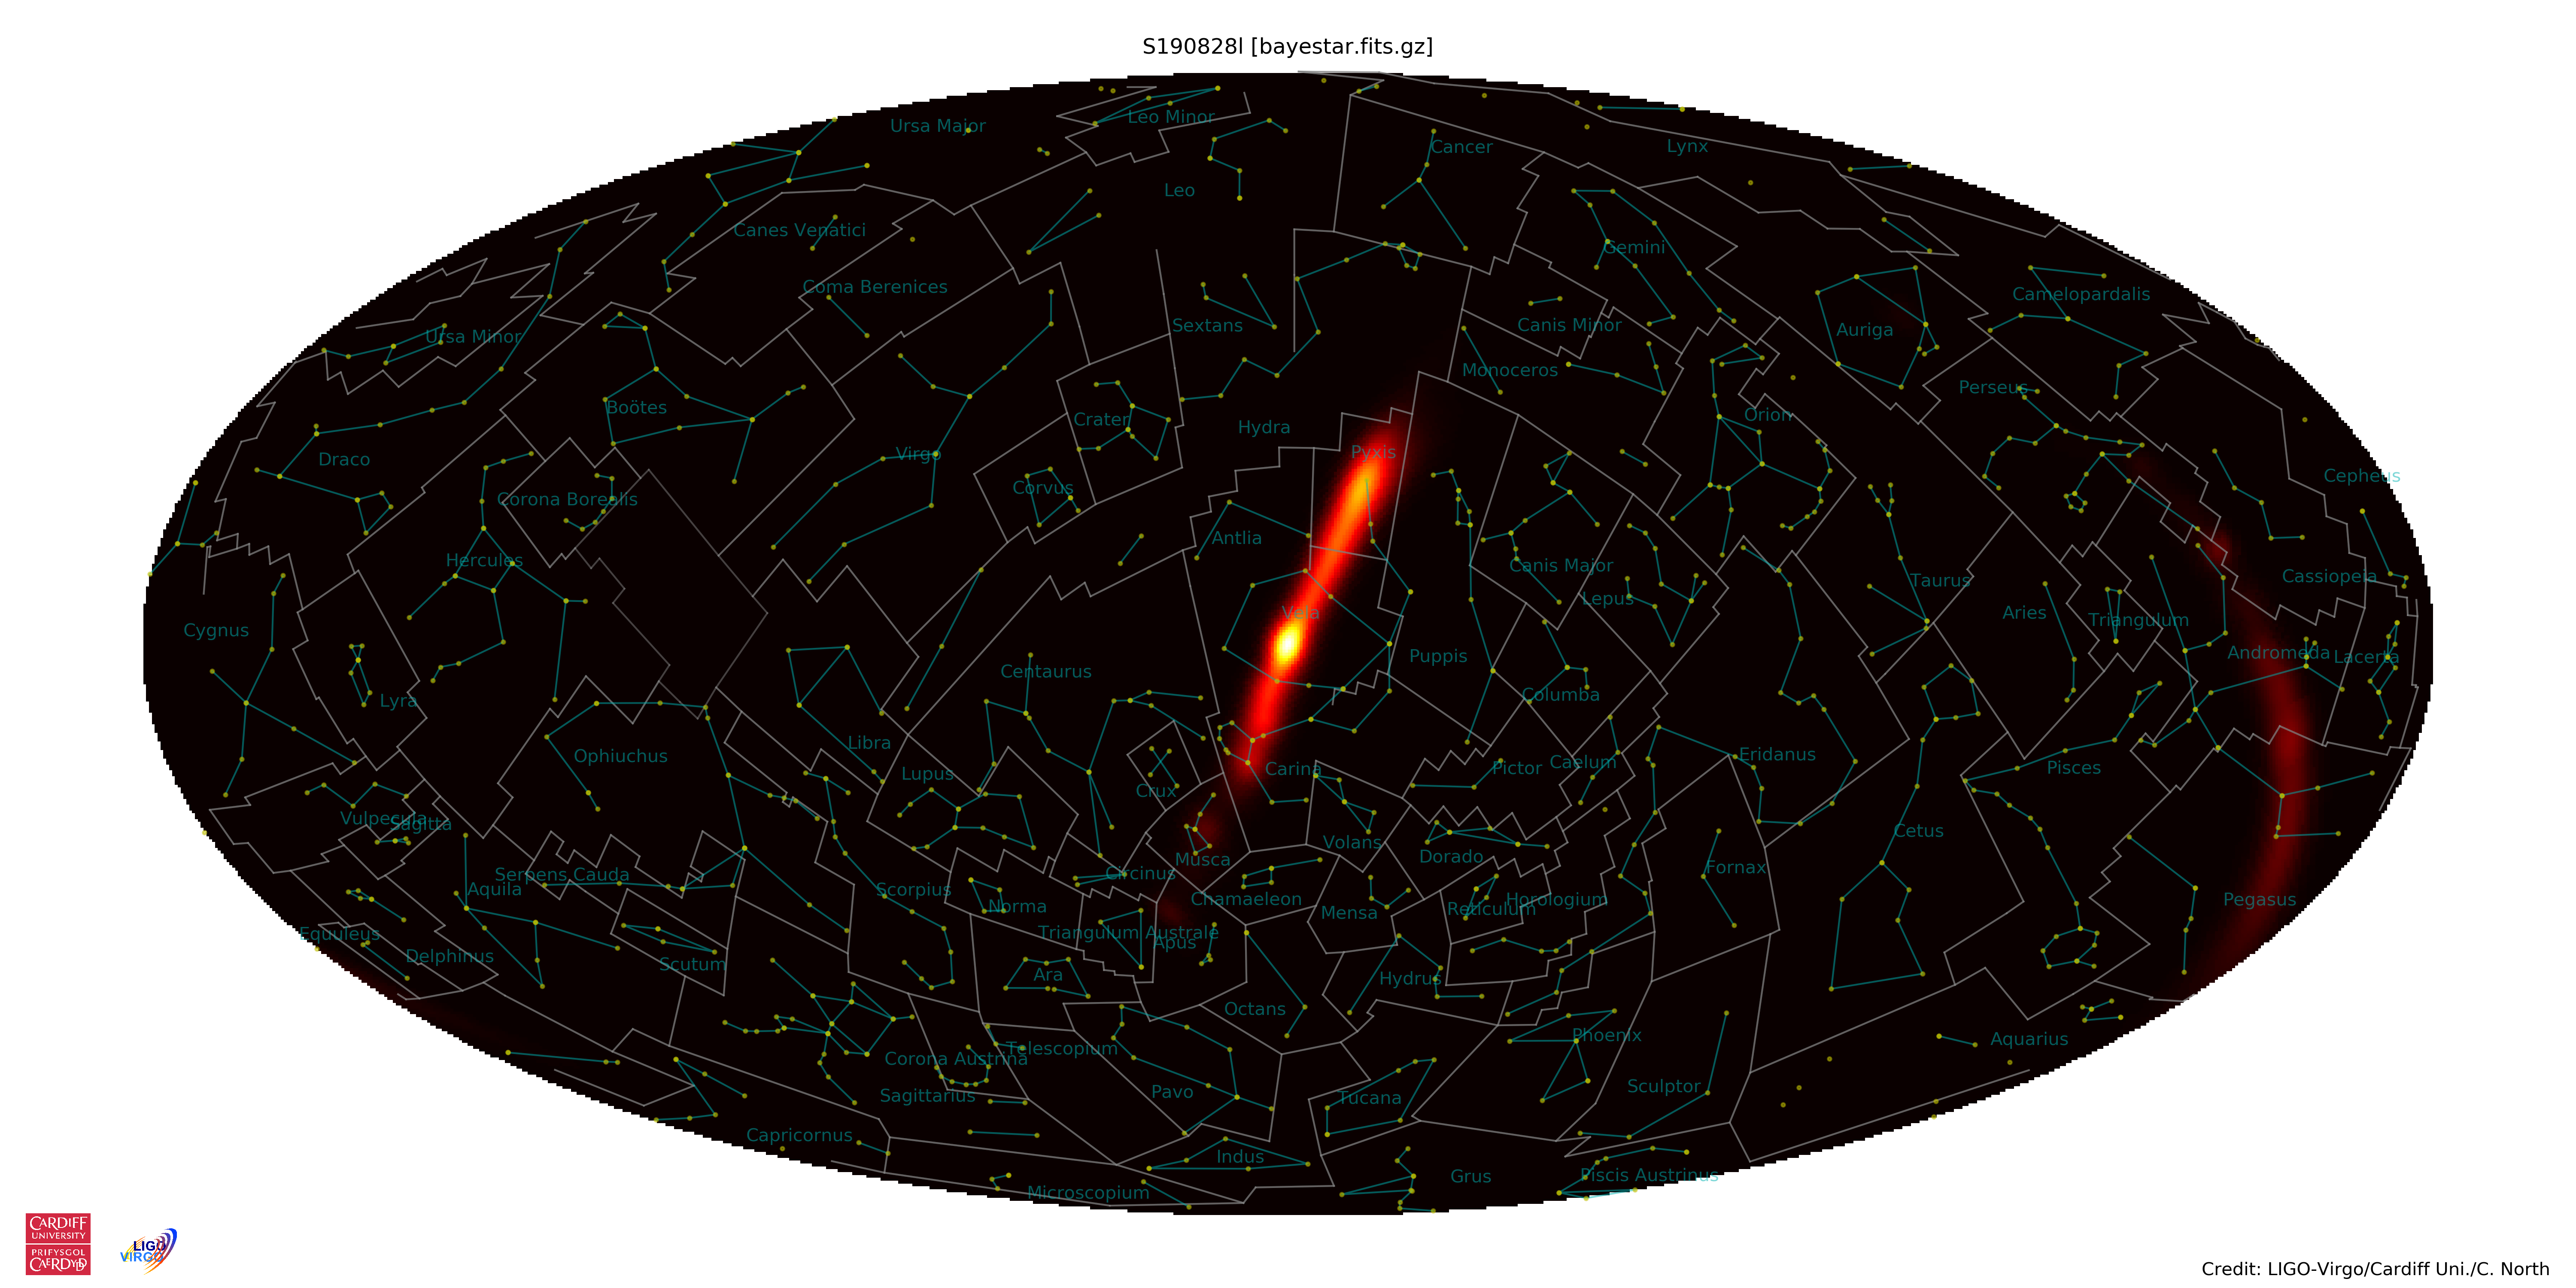 S190828l [bayestar.fits.gz]
Leo Minor
Ursa Major
Cancer
Lynx
Leo
Canes Venatici
Gemini
Coma Berenices
Camelopardalis
Sextans
Canis Minor
Auriga
Ursa Minor
Monoceros
Perseus
Boötes
Orion
Crater
Hydra
Virgo
Pyxis
Draco
Cepheus
Corvus
Corona Borealis
Antlia
Hercules
Canis Major
Cassiopeia
Taurus
Lepus
Vela
Aries
Triangulum
Cygnus
Andromeda
Lacerta
Puppis
Centaurus
Columba
Lyra
Libra
Ophiuchus
Eridanus
Caelum
Carina
Pictor
Pisces
Lupus
Crux
Vulpecula
Sagitta
Cetus
Volans
Dorado
Musca
Fornax
Circinus
Serpens Cauda
Aquila
Scorpius
Chamaeleon
Horologium
Pegasus
Norma
Reticulum
Mensa
Equuleus
Triangulum Australe
Apus
Delphinus
Scutum
Ara
Hydrus
Octans
Phoenix
Aquarius
Telescopium
Corona Austrina
Sculptor
Pavo
Sagittarius
Tucana
Capricornus
Indus
Grus
Piscis Austrinus
Microscopium
CARDIFF
UNIVERSITY
PRIFYSGOL
CAERDYDD
LIGO
VIRGO
Credit: LIGO-Virgo/Cardiff Uni./C. North